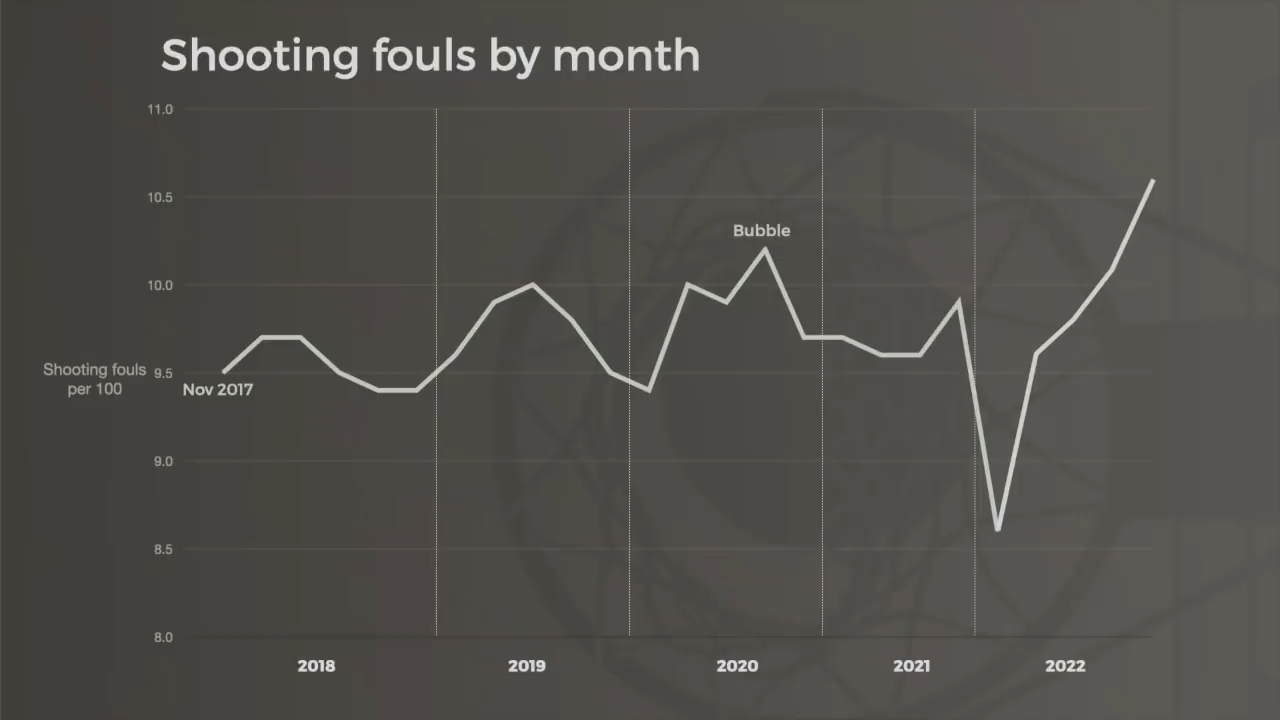 Shooting fouls by month
11.0
10.5
Bubble
10.0
Shooting fouls
per 100
9.5
Nov 2017
9.0
8.5
8.0
2018 2019 2020 2021 2022